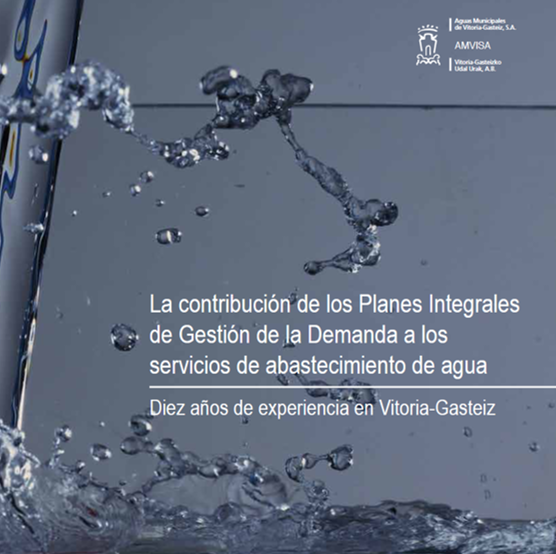 Aguas Municipales
de Vitoria-Gasteiz, S.A.
AMVISA
Vitoria-Gasteizko
Udal Urak, A.B.
La contribución de los Planes Integrales
de Gestión de la Demanda a los
servicios de abastecimiento de agua
Diez años de experiencia en Vitoria-Gasteiz